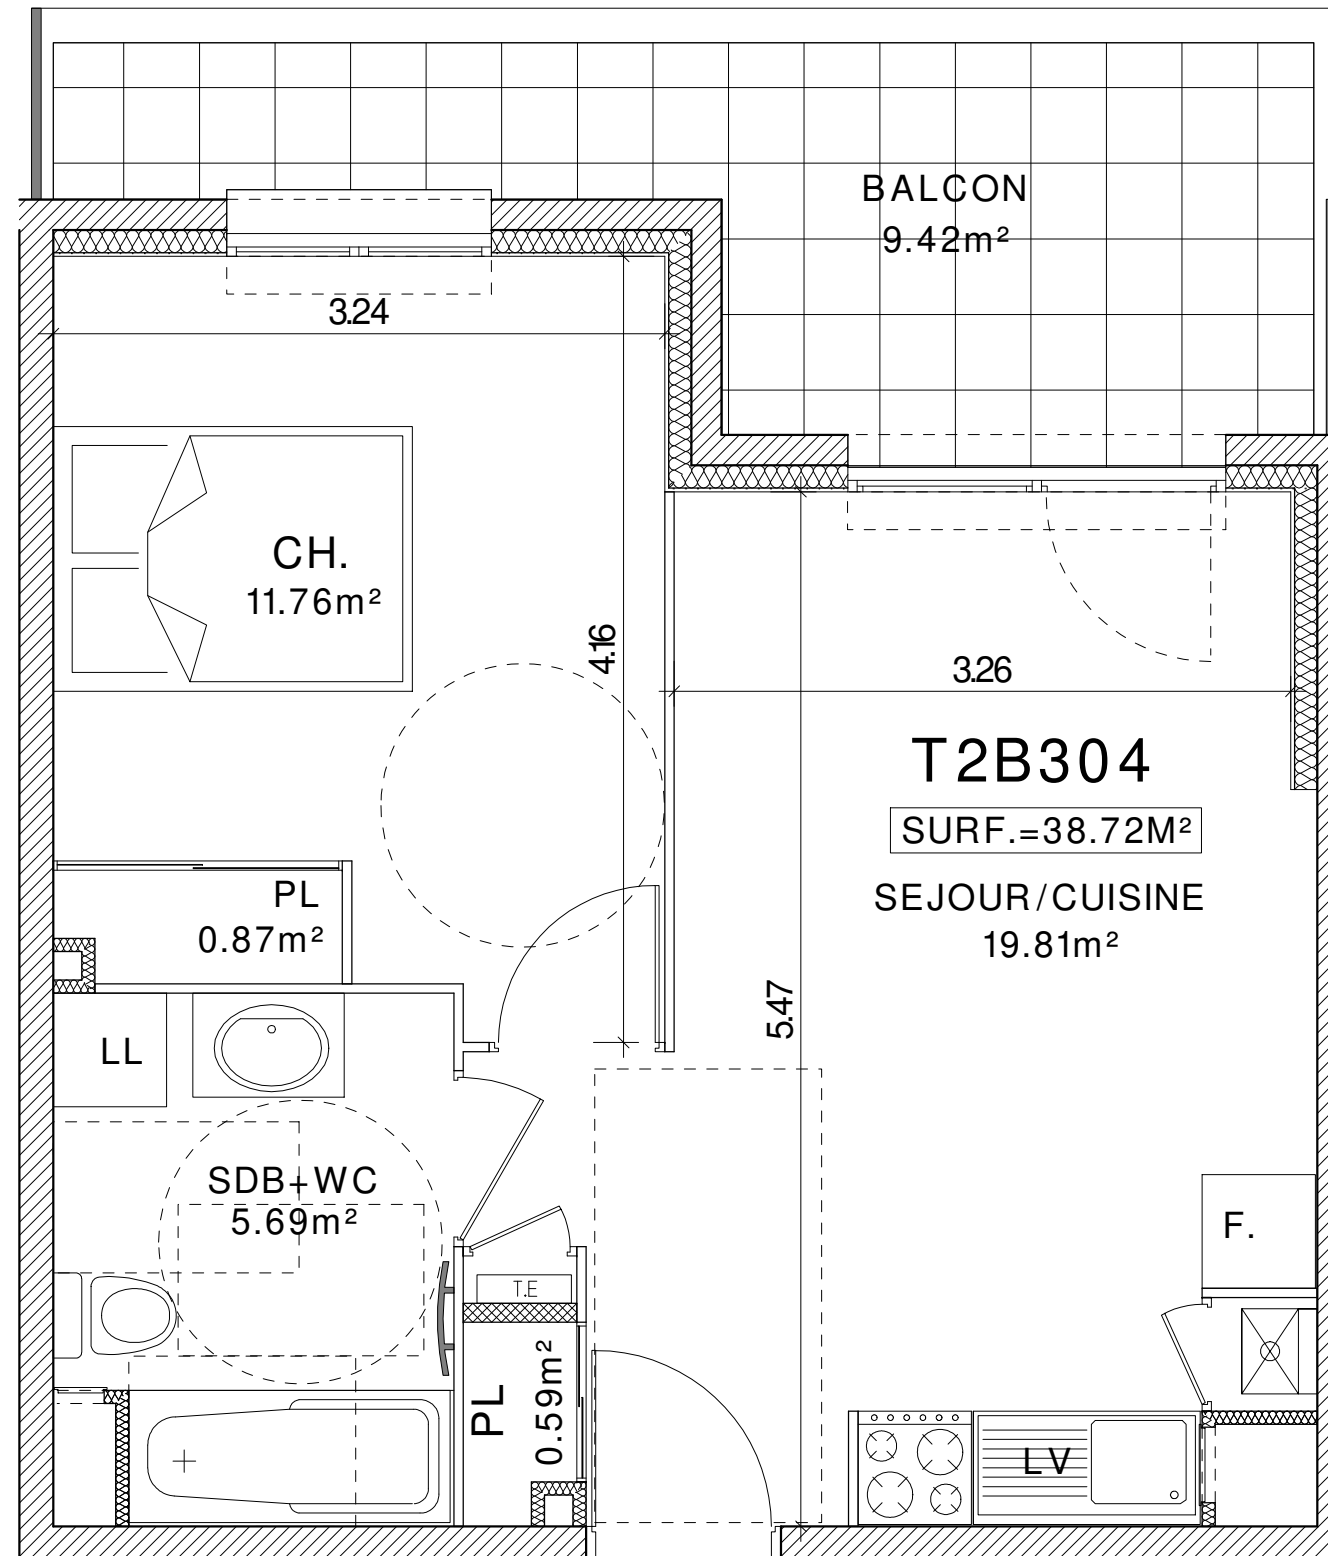 BALCON
9.42m²
3.24
CH.
11.76m²
4.16
3.26
T2B304
SURF.=38.72M²
SEJOUR/CUISINE
19.81m²
PL
0.87m²
5.47
LL
SDB+WC
5.69m²
F.
T.E
PL
0.59m²
LV